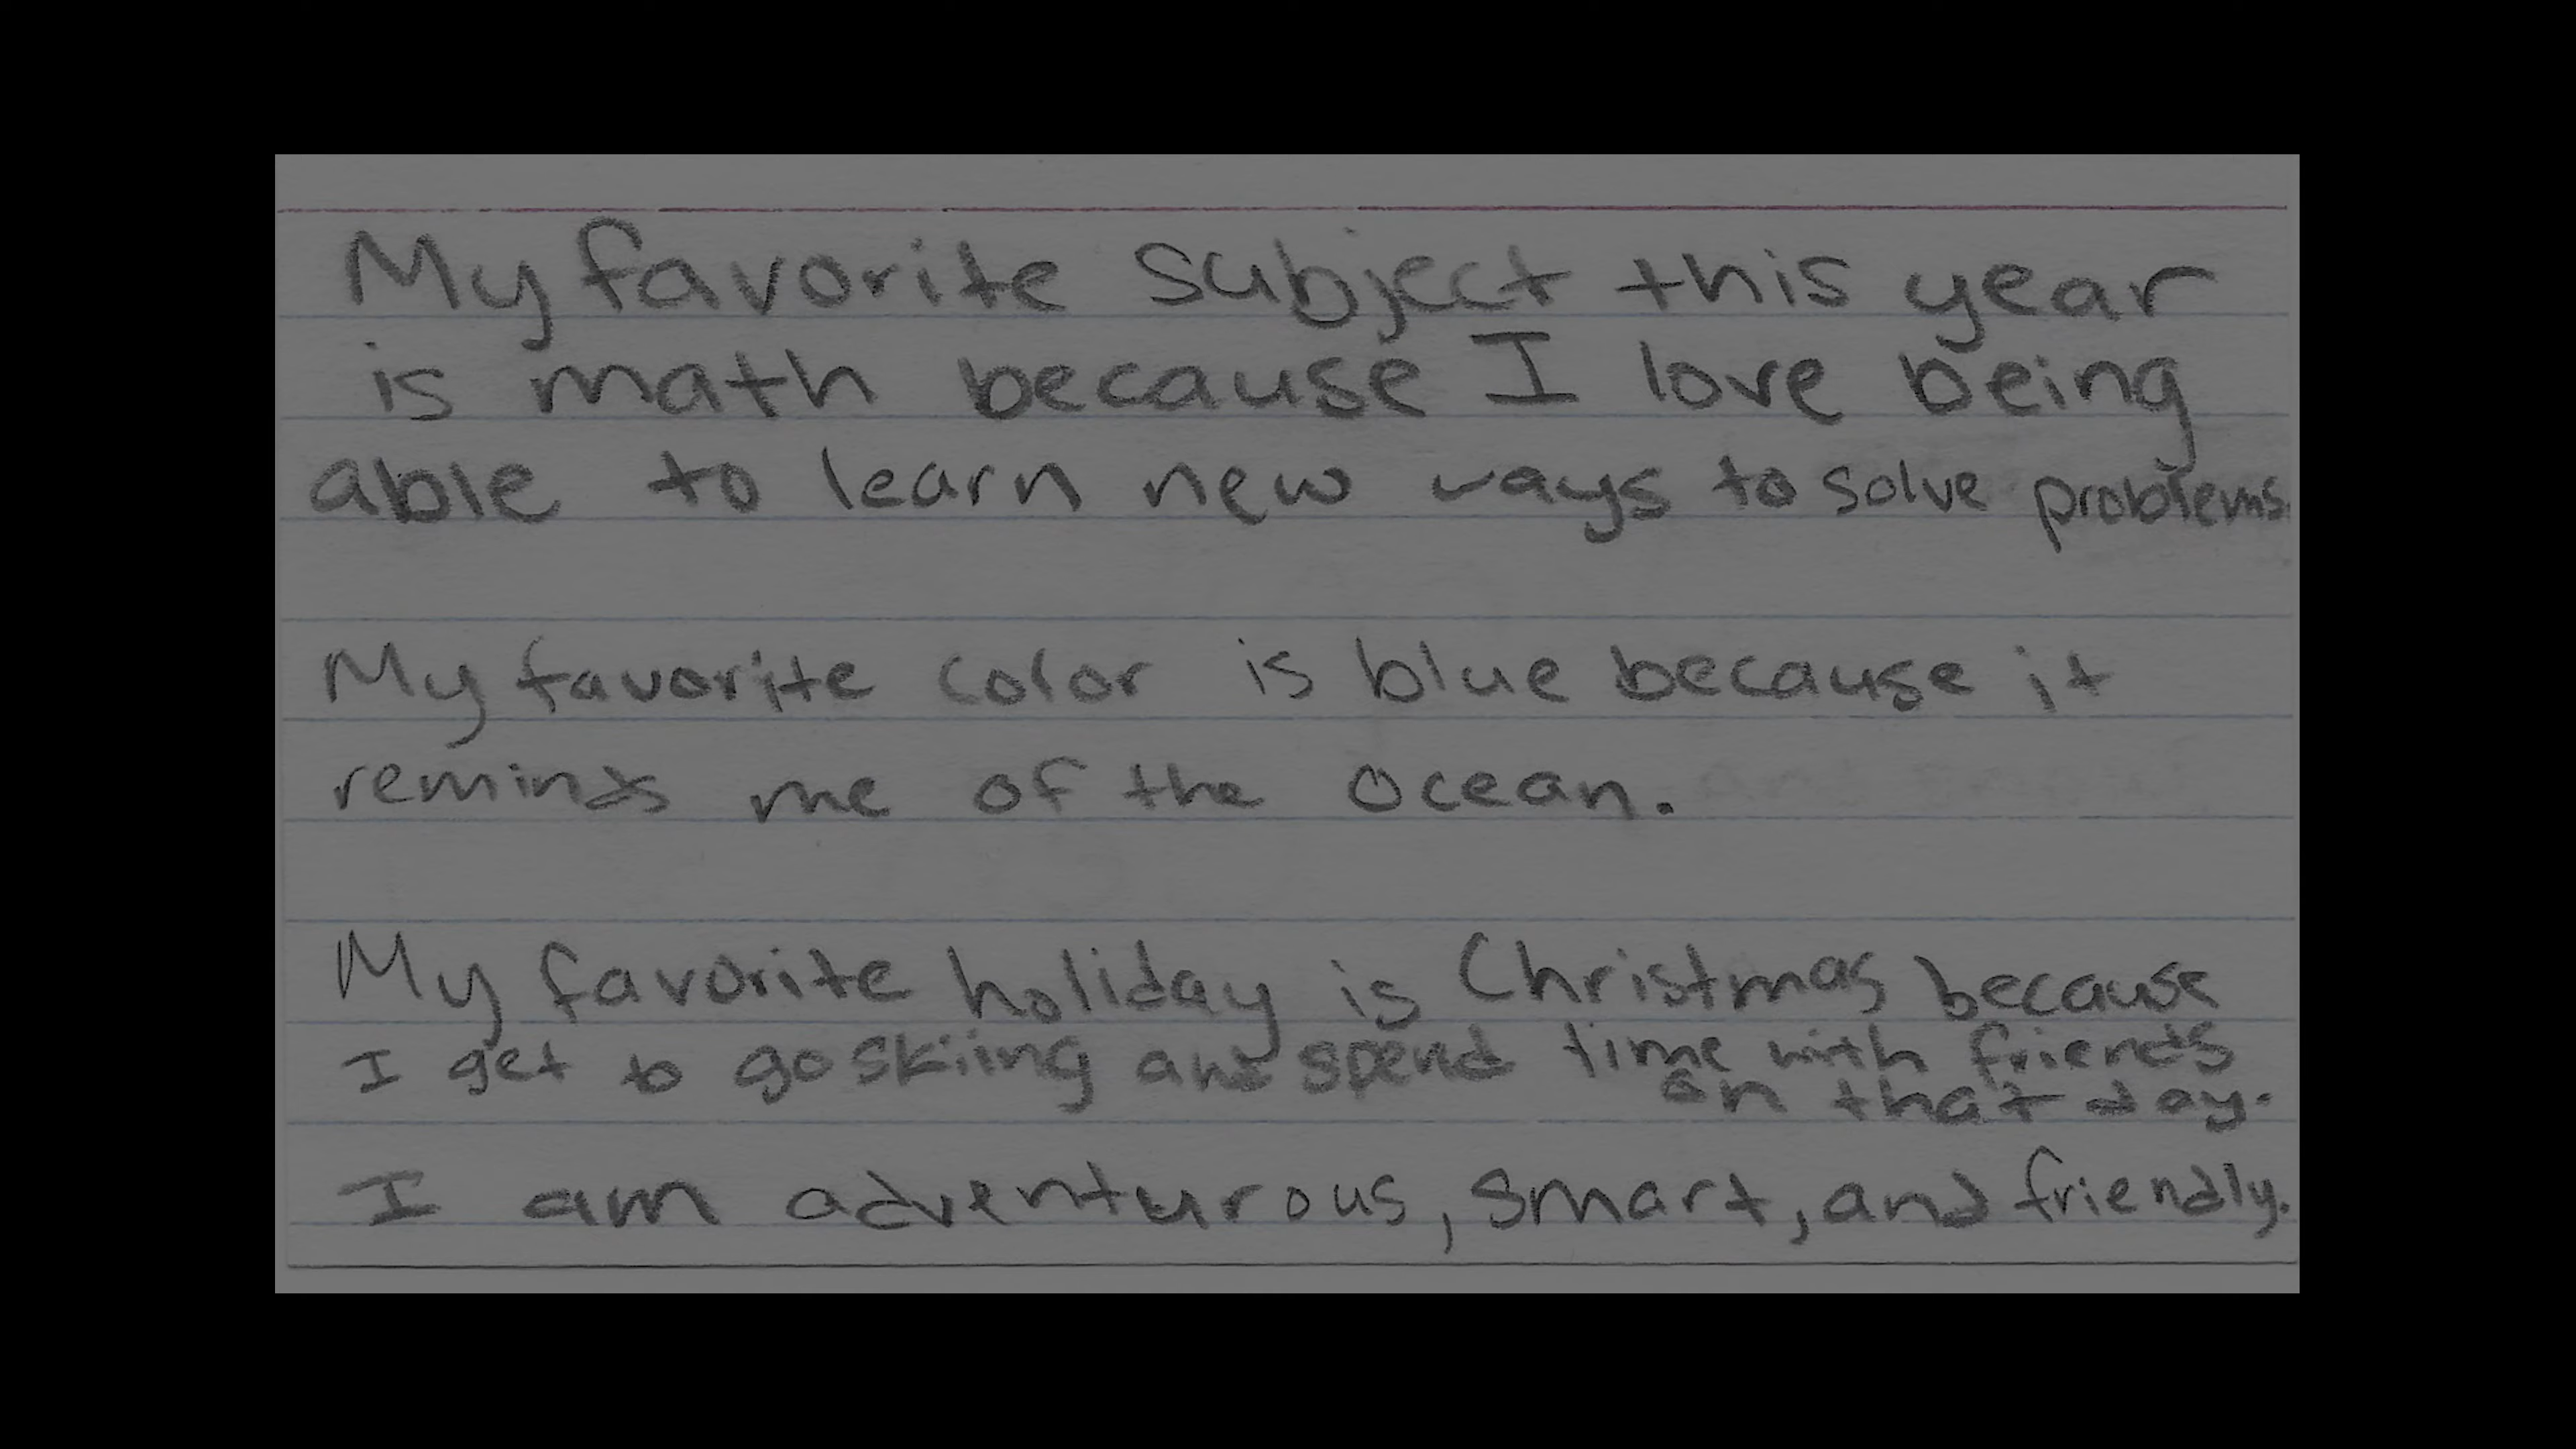 My favorite subject this year
is math because I love being
able to learn new ways to solve problems.
My favorite color is blue because it
reminds me of the ocean.
My favorite holiday is Christmas because
I get to go skiing and spend time with friends
on that day.
I am adventurous, smart, and friendly.